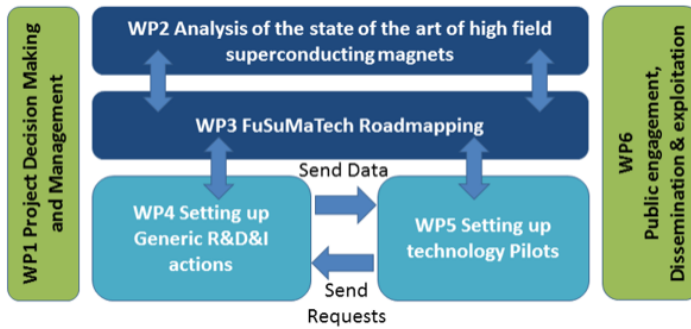 WP1 Project Decision Making
and Management
WP2 Analysis of the state of the art of high field
superconducting magnets
WP3 FuSuMaTech Roadmapping
Send Data
WP4 Setting up
Generic R&D&I
actions
WP5 Setting up
technology Pilots
Send
Requests
WP6
Public engagement,
Dissemination & exploitation